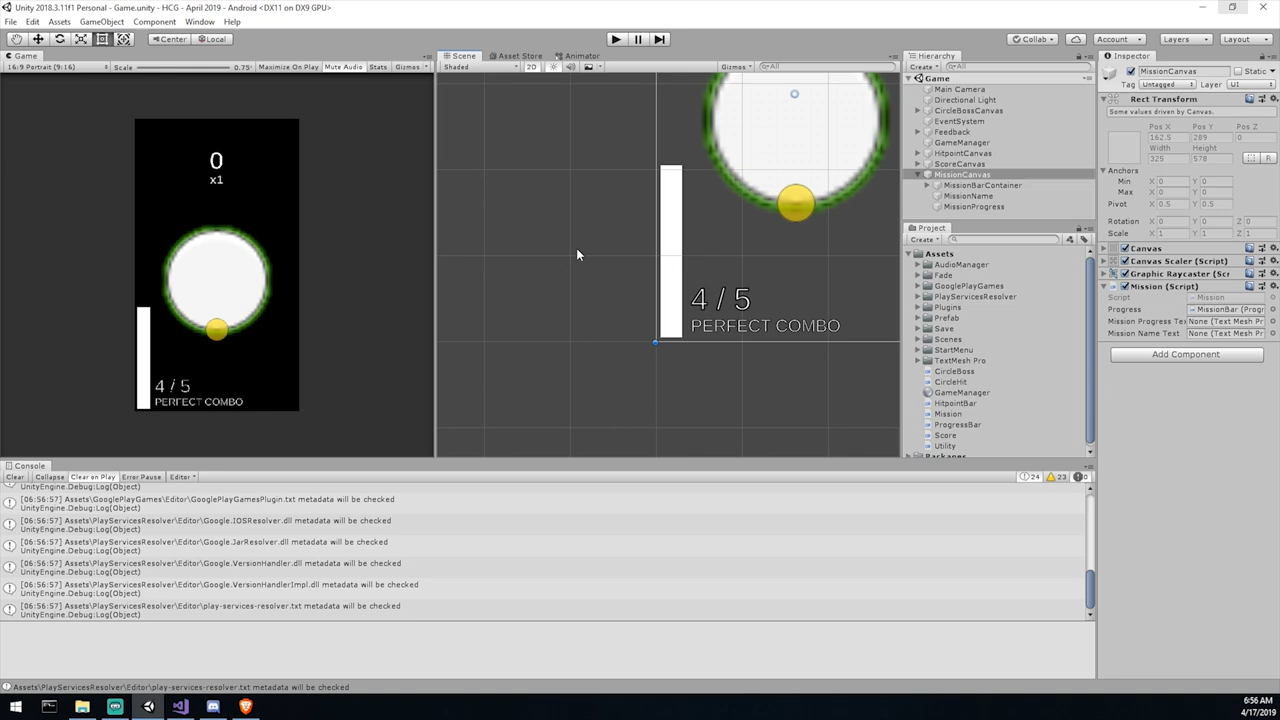 Unity 2018.3.11f1 Personal - Game.unity - HCG - April 2019 - Android <DX11 on DX9 GPU>
File Edit Assets GameObject Component Window Help
Center Local Collab Account Layers Layout
Game
16:9 Portrait (9:16) Scale 0.75* Maximize On Play Mute Audio Stats Gizmos
0
x1
4 / 5
PERFECT COMBO
Scene Asset Store Animator
Shaded 2D Gizmos All
4 / 5
PERFECT COMBO
Hierarchy
Create All
Game
Main Camera
Directional Light
CircleBossCanvas
EventSystem
Feedback
GameManager
HitpointCanvas
ScoreCanvas
MissionCanvas
MissionBarContainer
MissionName
MissionProgress
Project
Create
Assets
AudioManager
Fade
GooglePlayGames
PlayServicesResolver
Plugins
Prefab
Save
Scenes
StartMenu
TextMesh Pro
CircleBoss
CircleHit
GameManager
HitpointBar
Mission
ProgressBar
Score
Utility
Packages
Inspector
MissionCanvas Static
Tag Untagged Layer UI
Rect Transform
Some values driven by Canvas.
Pos X Pos Y Pos Z
162.5 289 0
Width Height
325 578
R
Anchors
Min X 0 Y 0
Max X 0 Y 0
Pivot X 0.5 Y 0.5
Rotation X 0 Y 0 Z 0
Scale X 1 Y 1 Z 1
Canvas
Canvas Scaler (Script)
Graphic Raycaster (Scr
Mission (Script)
Script Mission
Progress MissionBar (Progr
Mission Progress Te None (Text Mesh Pr
Mission Name Text None (Text Mesh Pr
Add Component
Console
Clear Collapse Clear on Play Error Pause Editor 24 23 0
UnityEngine.Debug:Log(Object)
[06:56:57] Assets\GooglePlayGames\Editor\GooglePlayGamesPlugin.txt metadata will be checked
UnityEngine.Debug:Log(Object)
[06:56:57] Assets\PlayServicesResolver\Editor\Google.IOSResolver.dll metadata will be checked
UnityEngine.Debug:Log(Object)
[06:56:57] Assets\PlayServicesResolver\Editor\Google.JarResolver.dll metadata will be checked
UnityEngine.Debug:Log(Object)
[06:56:57] Assets\PlayServicesResolver\Editor\Google.VersionHandler.dll metadata will be checked
UnityEngine.Debug:Log(Object)
[06:56:57] Assets\PlayServicesResolver\Editor\Google.VersionHandlerImpl.dll metadata will be checked
UnityEngine.Debug:Log(Object)
[06:56:57] Assets\PlayServicesResolver\Editor\play-services-resolver.txt metadata will be checked
UnityEngine.Debug:Log(Object)
Assets\PlayServicesResolver\Editor\play-services-resolver.txt metadata will be checked
6:56 AM
4/17/2019